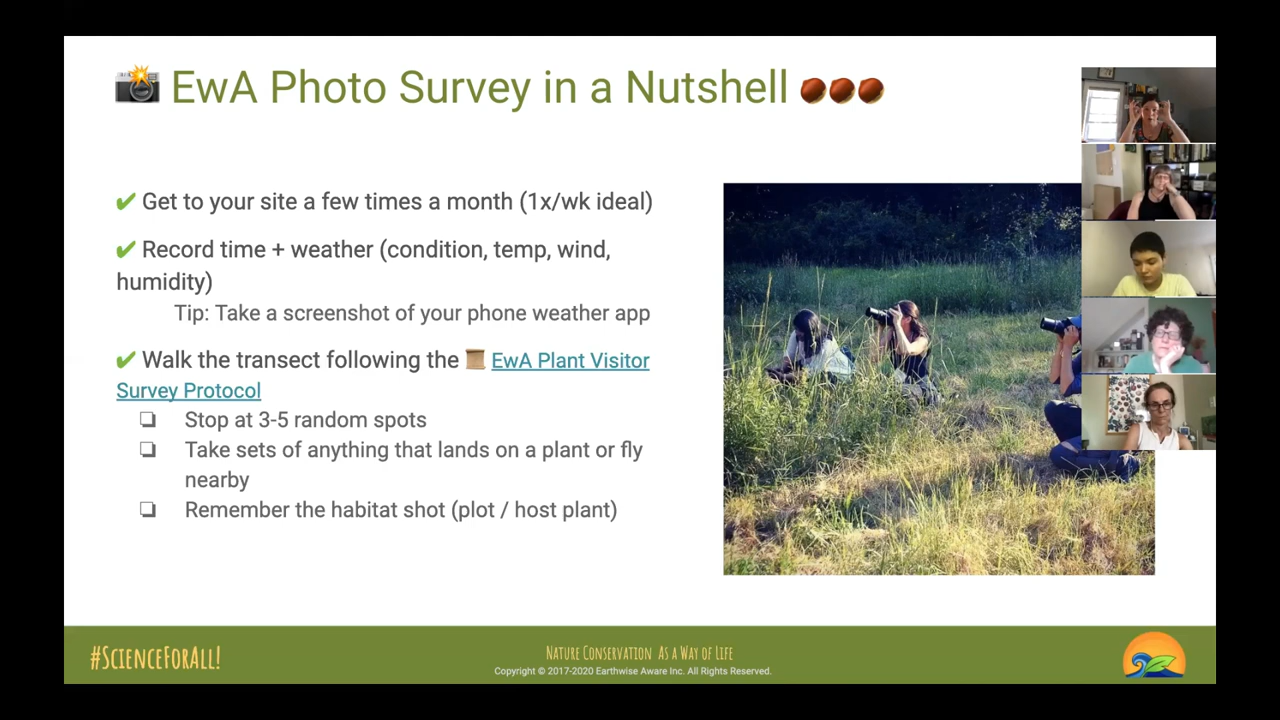 EwA Photo Survey in a Nutshell
✔ Get to your site a few times a month (1x/wk ideal)
✔ Record time + weather (condition, temp, wind,
humidity)
Tip: Take a screenshot of your phone weather app
✔ Walk the transect following the EwA Plant Visitor
Survey Protocol
❏ Stop at 3-5 random spots
❏ Take sets of anything that lands on a plant or fly
nearby
❏ Remember the habitat shot (plot / host plant)
#ScienceForAll!
Nature Conservation As a Way of Life
Copyright © 2017-2020 Earthwise Aware Inc. All Rights Reserved.